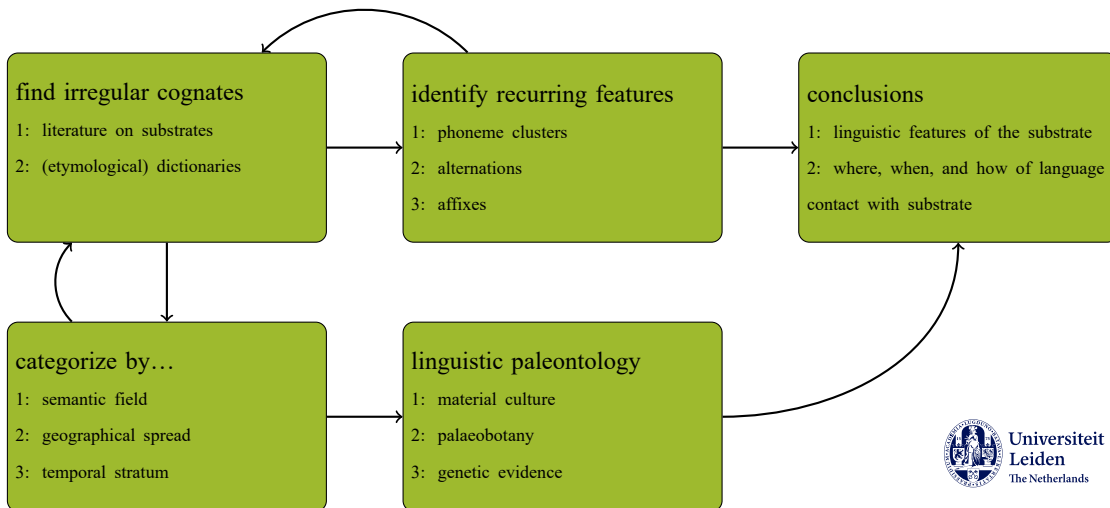 find irregular cognates
1: literature on substrates
2: (etymological) dictionaries
identify recurring features
1: phoneme clusters
2: alternations
3: affixes
conclusions
1: linguistic features of the substrate
2: where, when, and how of language
contact with substrate
categorize by…
1: semantic field
2: geographical spread
3: temporal stratum
linguistic paleontology
1: material culture
2: palaeobotany
3: genetic evidence
Universiteit
Leiden
The Netherlands